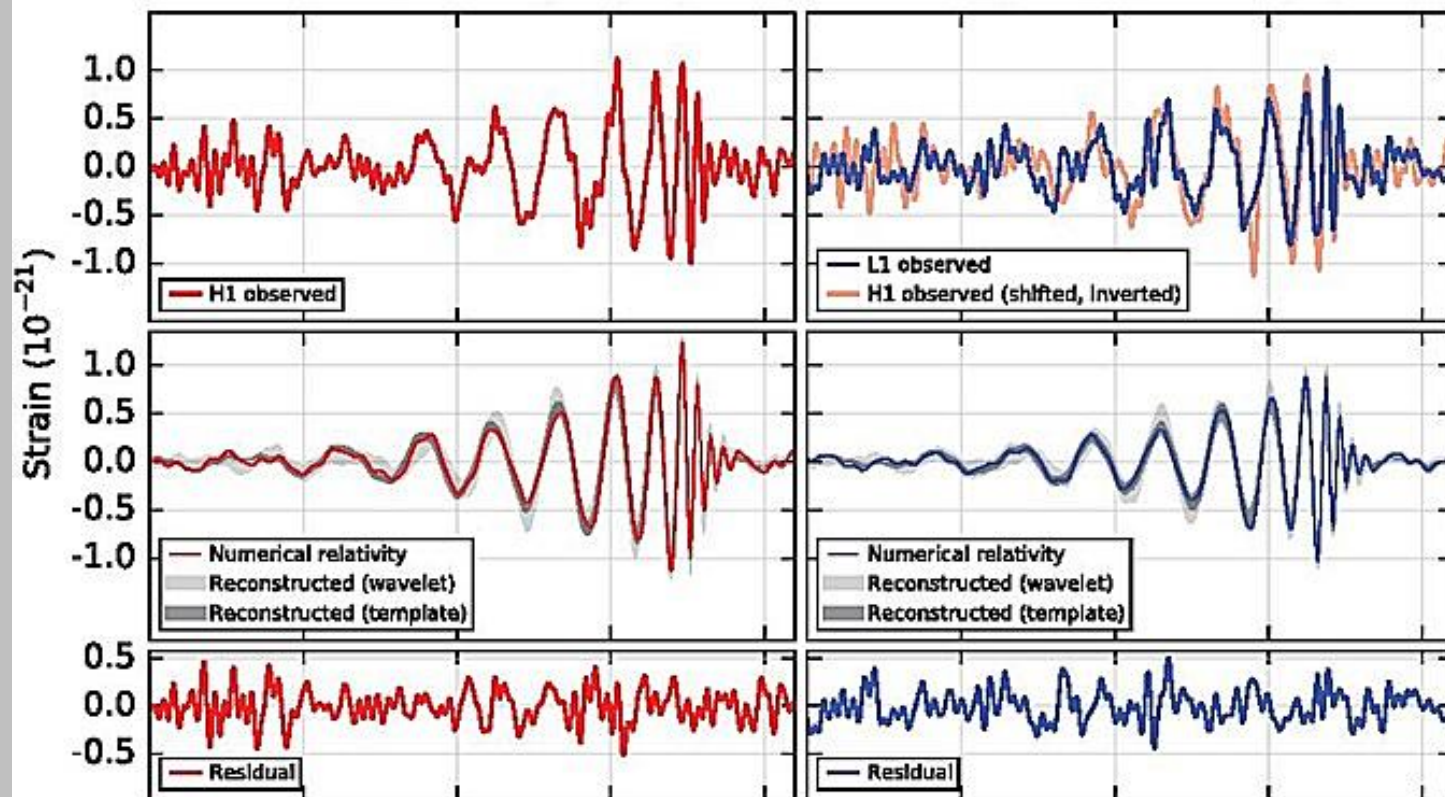 Strain (10⁻²¹)
1.0
0.5
0.0
-0.5
-1.0
H1 observed
L1 observed
H1 observed (shifted, inverted)
1.0
0.5
0.0
-0.5
-1.0
Numerical relativity
Reconstructed (wavelet)
Reconstructed (template)
Numerical relativity
Reconstructed (wavelet)
Reconstructed (template)
0.5
0.0
-0.5
Residual
Residual